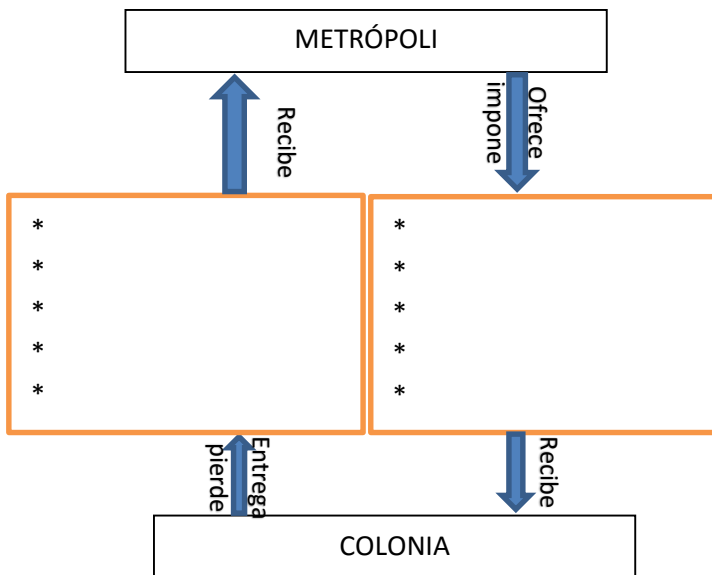 METRÓPOLI
Recibe
Ofrece
impone
*
*
*
*
*
*
*
*
*
*
Entrega
pierde
Recibe
COLONIA